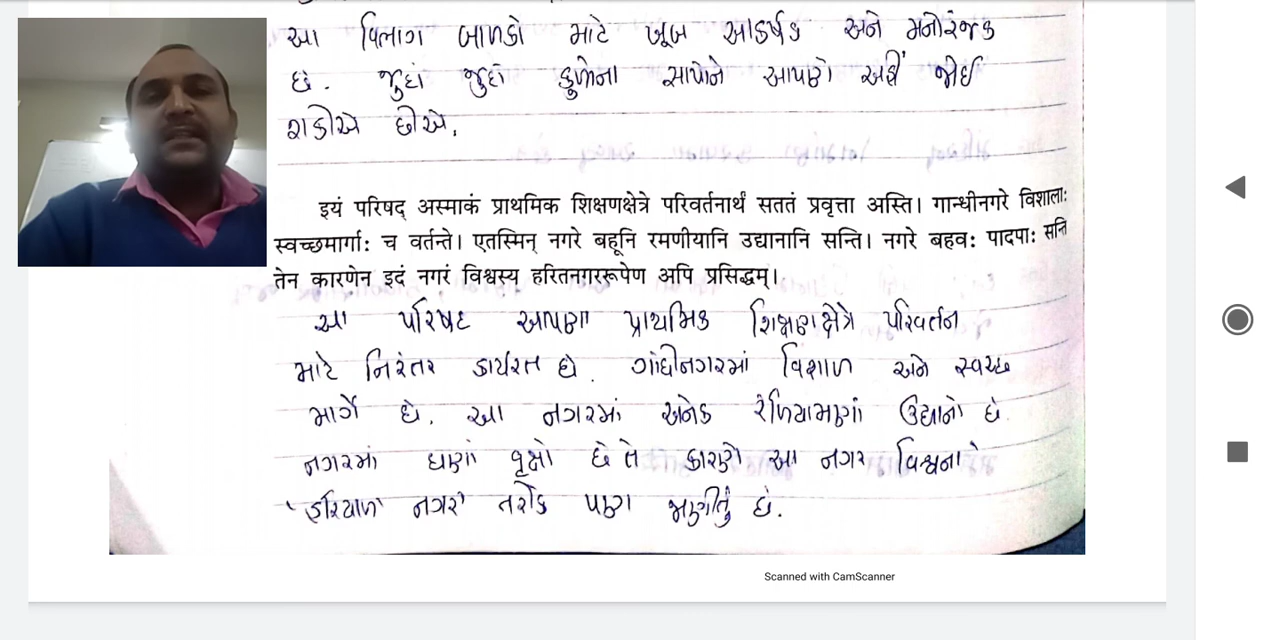 આ વિભાગ બાળકો માટે ખૂબ આકર્ષક અને મનોરંજક
છે. જુદાં જુદાં કુળોના સાપોને આપણે અહીં જોઈ
શકીએ છીએ.
इयं परिषद् अस्माकं प्राथमिक शिक्षणक्षेत्रे परिवर्तनार्थं सततं प्रवृत्ता अस्ति। गान्धीनगरे विशालाः
स्वच्छमार्गाः च वर्तन्ते। एतस्मिन् नगरे बहूनि रमणीयानि उद्यानानि सन्ति। नगरे बहवः पादपाः सन्ति
तेन कारणेन इदं नगरं विश्वस्य हरितनगररूपेण अपि प्रसिद्धम्।
આ પરિષદ આપણા પ્રાથમિક શિક્ષણક્ષેત્રે પરિવર્તન
માટે નિરંતર કાર્યરત છે. ગાંધીનગરમાં વિશાળ અને સ્વચ્છ
માર્ગો છે. આ નગરમાં અનેક રળિયામણાં ઉદ્યાનો છે.
નગરમાં ઘણાં વૃક્ષો છે તે કારણે આ નગર વિશ્વના
'હરિયાળા નગર' તરીકે પણ જાણીતું છે.
Scanned with CamScanner